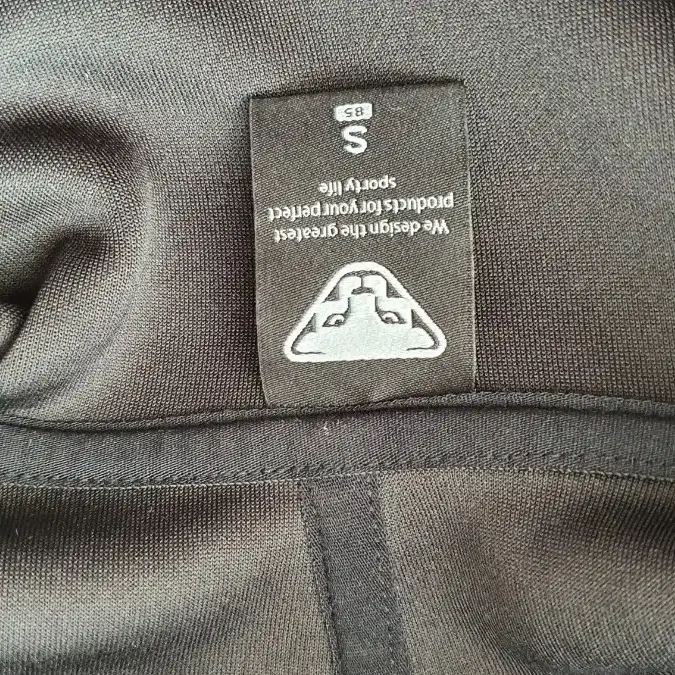 We design the greatest
products for your perfect
sporty life
S
85